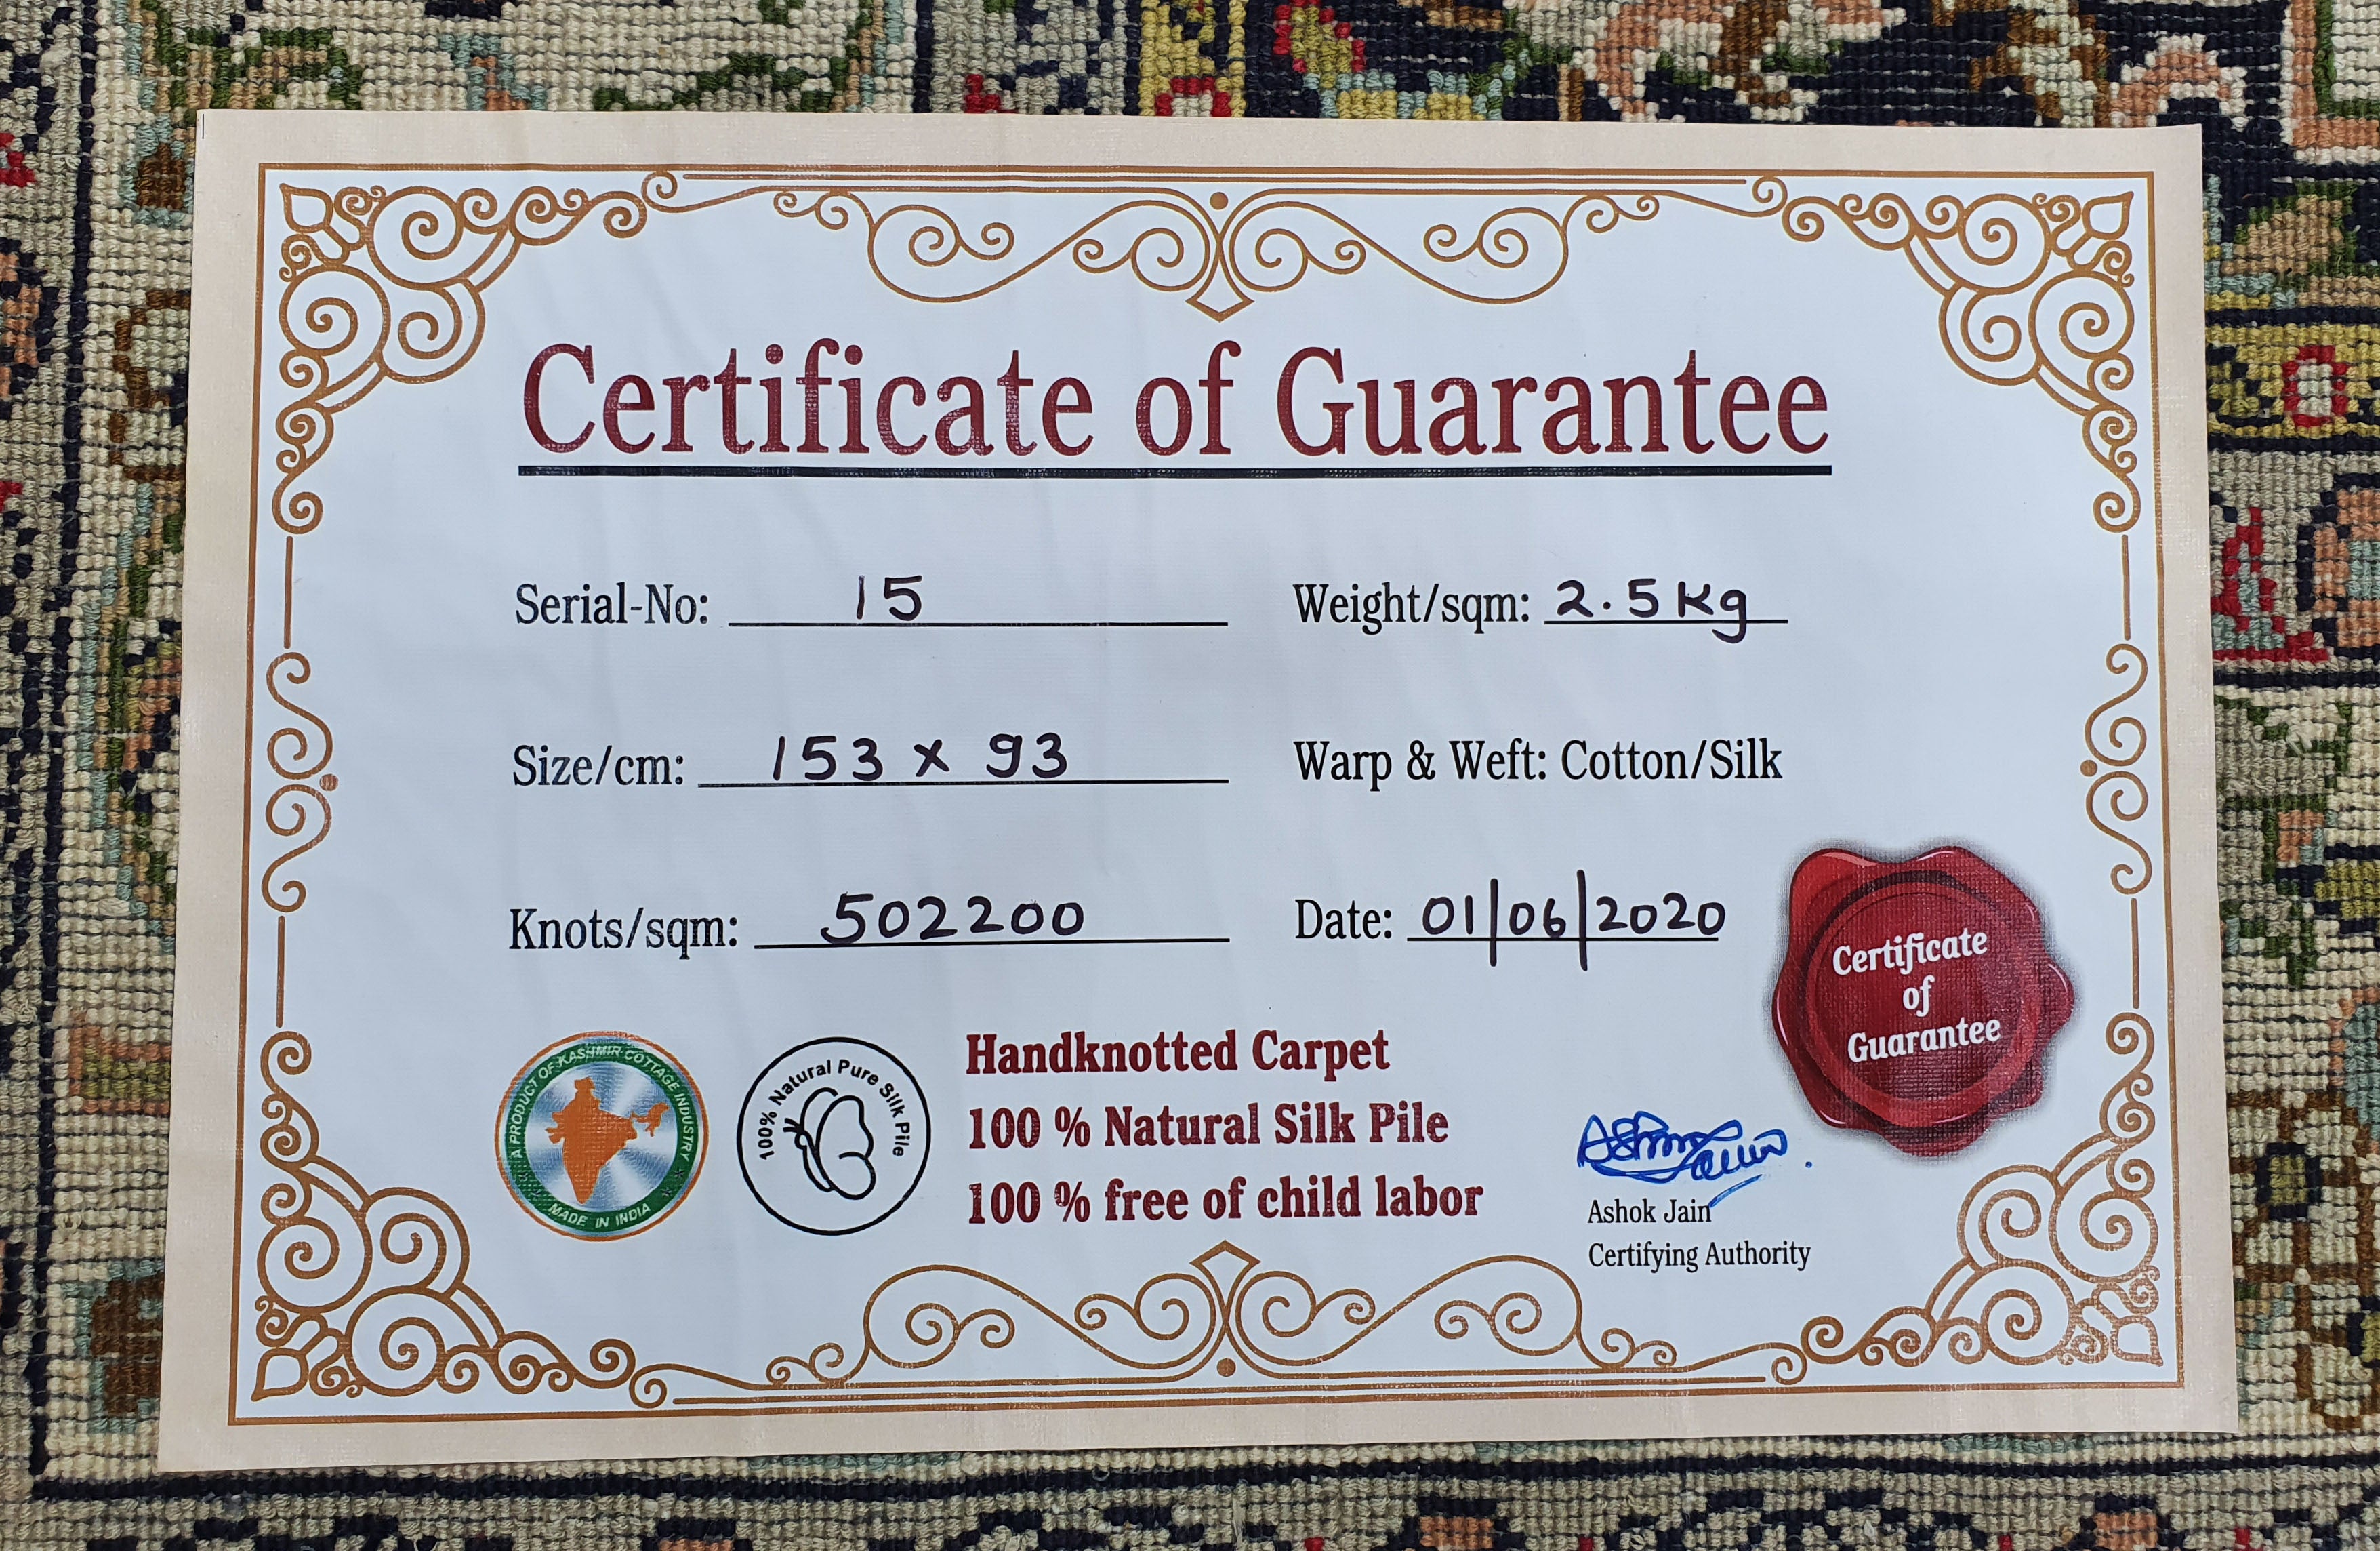 Certificate of Guarantee
Serial-No: 15
Weight/sqm: 2.5 Kg
Size/cm: 153 x 93
Warp & Weft: Cotton/Silk
Knots/sqm: 502200
Date: 01|06|2020
Certificate
of
Guarantee
A PRODUCT OF KASHMIR COTTAGE INDUSTRY
MADE IN INDIA
100% Natural Pure Silk Pile
Handknotted Carpet
100 % Natural Silk Pile
100 % free of child labor
Ashok Jain
Certifying Authority